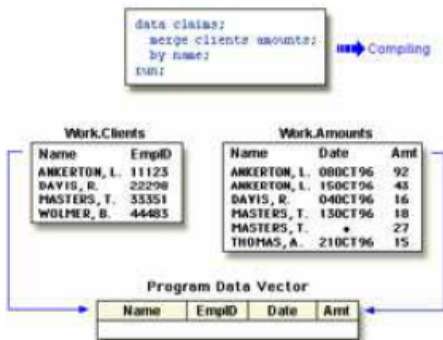 data claims;
merge clients amounts;
by name;
run;
Compiling
Work.Clients
Name EmpID
ANKERTON, L. 11123
DAVIS, R. 22298
MASTERS, T. 33351
WOLMER, B. 44483
Work.Amounts
Name Date Amt
ANKERTON, L. 08OCT96 92
ANKERTON, L. 15OCT96 43
DAVIS, R. 04OCT96 16
MASTERS, T. 13OCT96 18
MASTERS, T. . 27
THOMAS, A. 21OCT96 15
Program Data Vector
Name EmpID Date Amt